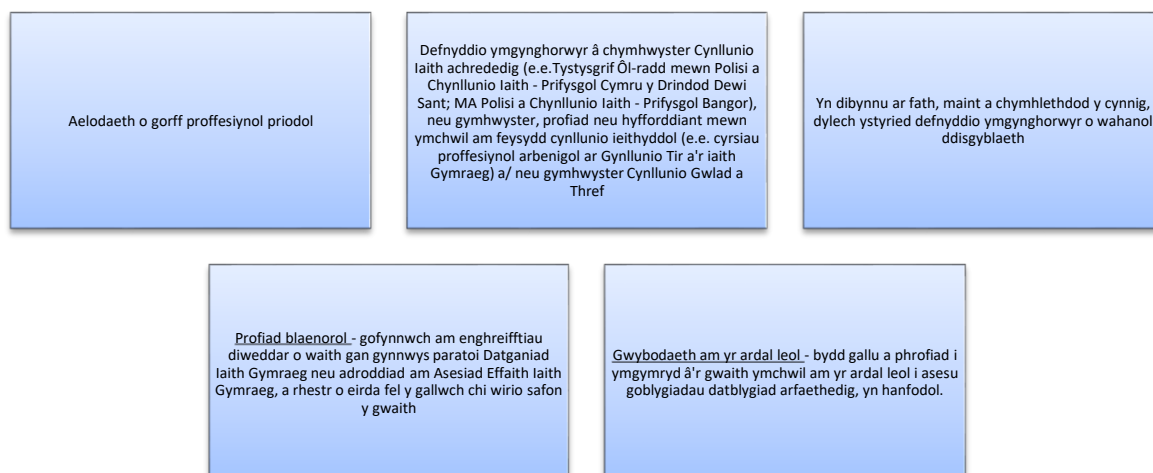 Aelodaeth o gorff proffesiynol priodol
Defnyddio ymgynghorwyr â chymhwyster Cynllunio
Iaith achrededig (e.e.Tystysgrif Ôl-radd mewn Polisi a
Chynllunio Iaith - Prifysgol Cymru y Drindod Dewi
Sant; MA Polisi a Chynllunio Iaith - Prifysgol Bangor),
neu gymhwyster, profiad neu hyfforddiant mewn
ymchwil am feysydd cynllunio ieithyddol (e.e. cyrsiau
proffesiynol arbenigol ar Gynllunio Tir a'r iaith
Gymraeg) a/ neu gymhwyster Cynllunio Gwlad a
Thref
Yn dibynnu ar fath, maint a chymhlethdod y cynnig,
dylech ystyried defnyddio ymgynghorwyr o wahanol
ddisgyblaeth
Profiad blaenorol - gofynnwch am enghreifftiau
diweddar o waith gan gynnwys paratoi Datganiad
Iaith Gymraeg neu adroddiad am Asesiad Effaith Iaith
Gymraeg, a rhestr o eirda fel y gallwch chi wirio safon
y gwaith
Gwybodaeth am yr ardal leol - bydd gallu a phrofiad i
ymgymryd â'r gwaith ymchwil am yr ardal leol i asesu
goblygiadau datblygiad arfaethedig, yn hanfodol.